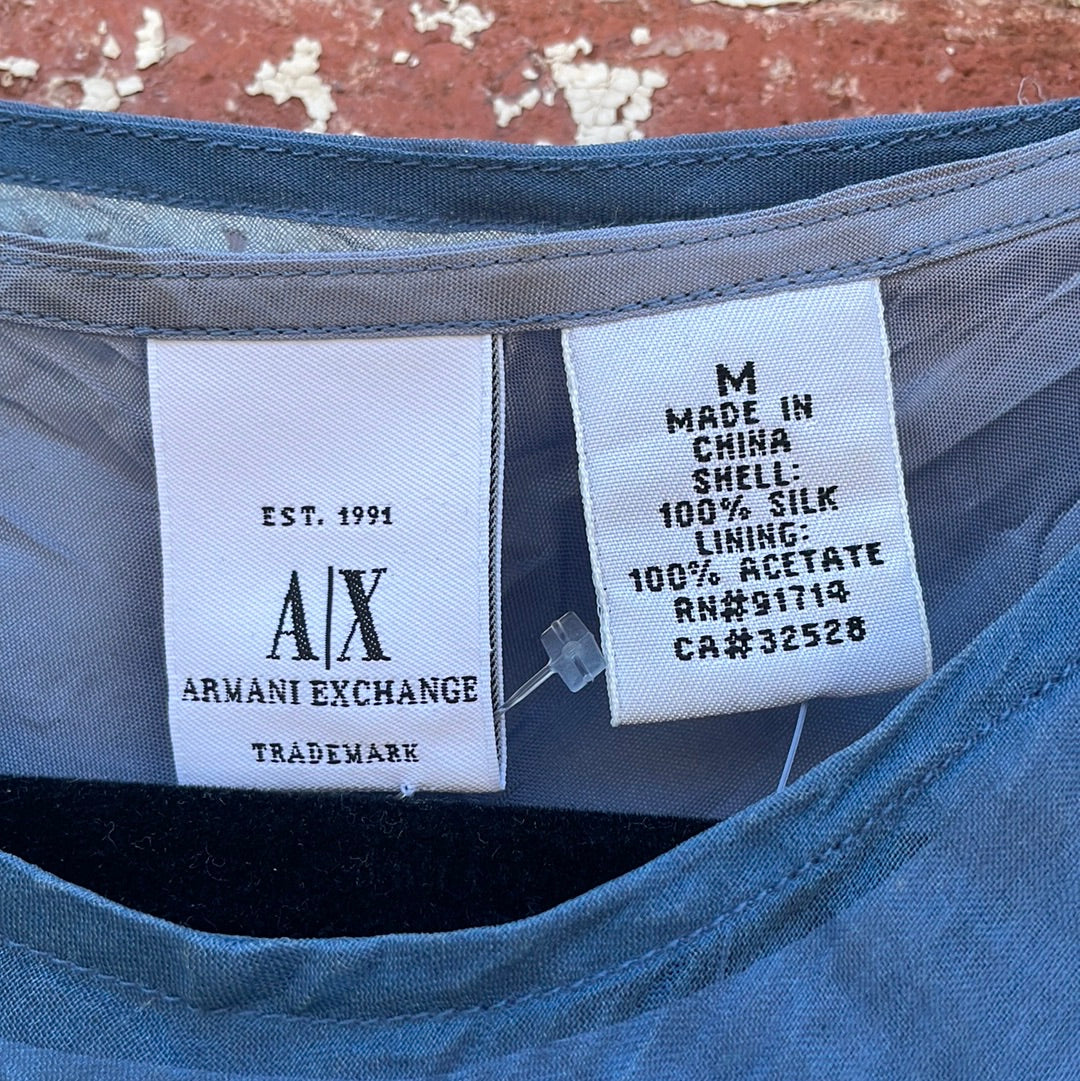 EST. 1991
A|X
ARMANI EXCHANGE
TRADEMARK
M
MADE IN
CHINA
SHELL:
100% SILK
LINING:
100% ACETATE
RN#91714
CA#32528